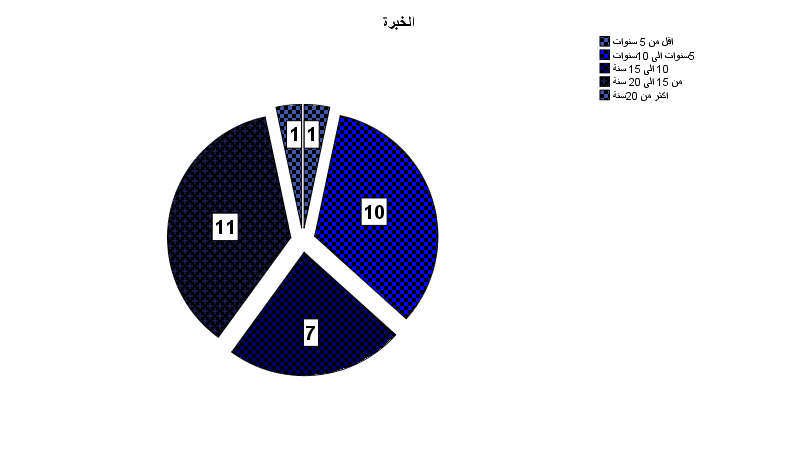 الخبرة
اقل من 5 سنوات
5سنوات الى 10سنوات
10 الى 15 سنة
من 15 الى 20 سنة
اكثر من 20سنة
1
1
10
11
7